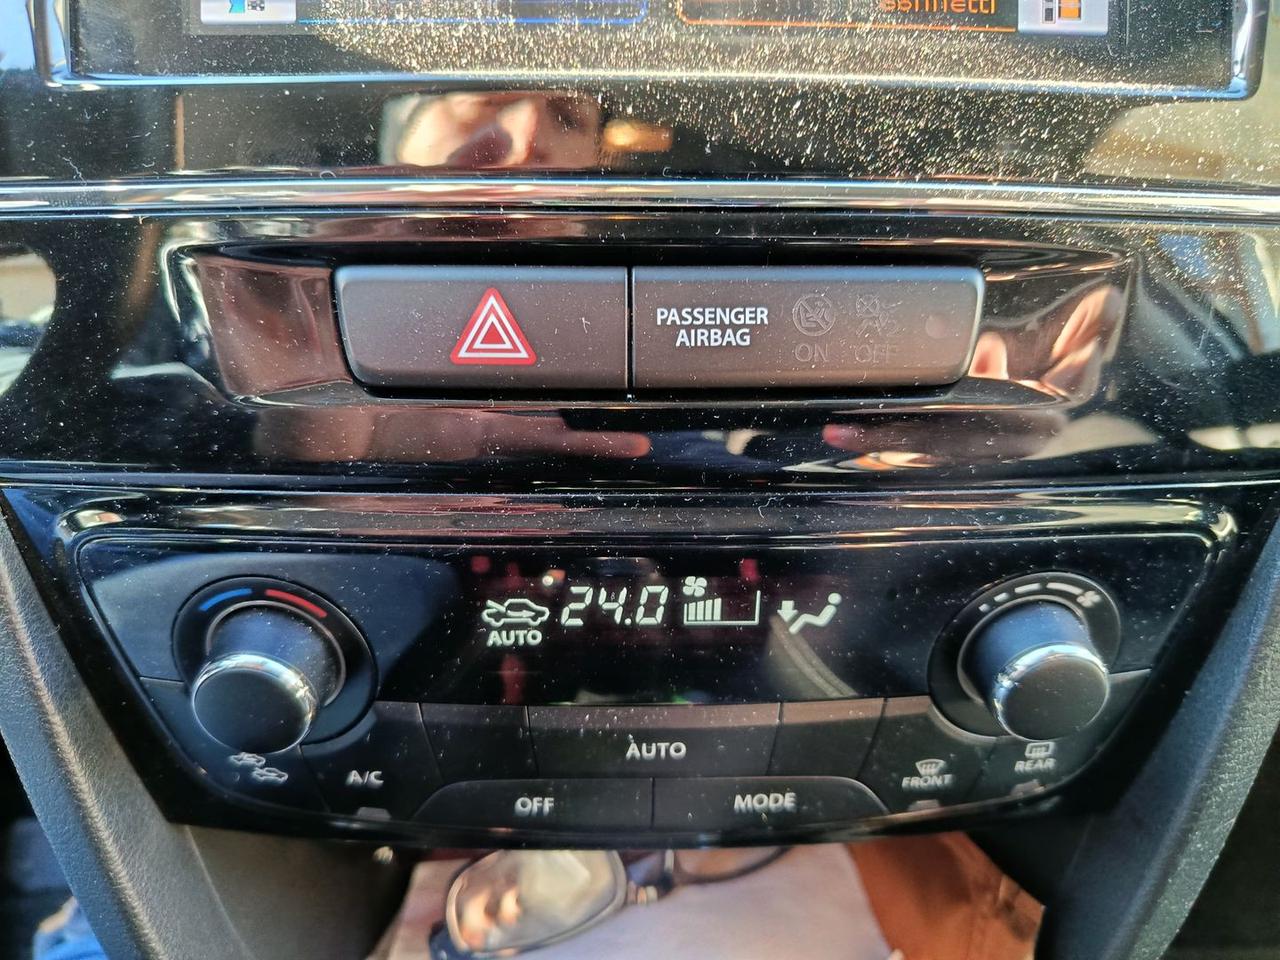 PASSENGER
AIRBAG
ON OFF
24.0
AUTO
AUTO
A/C
FRONT
REAR
OFF
MODE